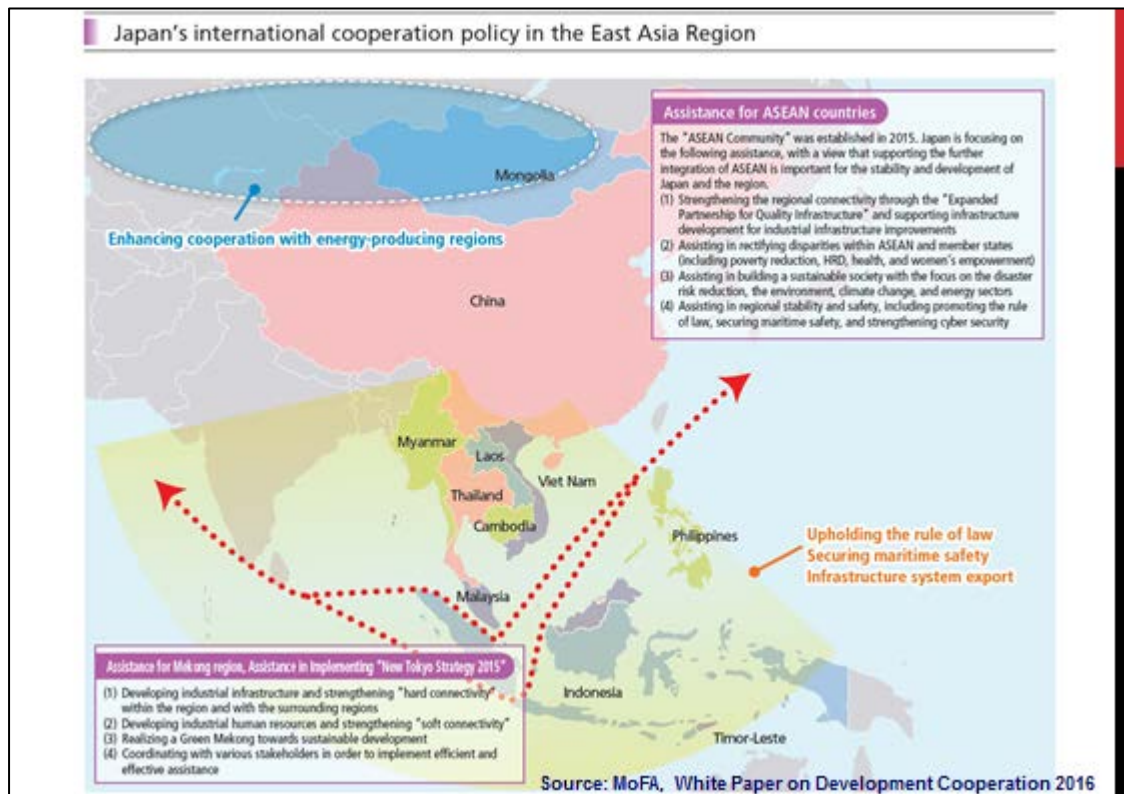 Japan's international cooperation policy in the East Asia Region
Assistance for ASEAN countries
The "ASEAN Community" was established in 2015. Japan is focusing on
the following assistance, with a view that supporting the further
integration of ASEAN is important for the stability and development of
Japan and the region.
(1) Strengthening the regional connectivity through the "Expanded
Partnership for Quality Infrastructure" and supporting infrastructure
development for industrial infrastructure improvements
(2) Assisting in rectifying disparities within ASEAN and member states
(including poverty reduction, HRD, health, and women's empowerment)
(3) Assisting in building a sustainable society with the focus on the disaster
risk reduction, the environment, climate change, and energy sectors
(4) Assisting in regional stability and safety, including promoting the rule
of law, securing maritime safety, and strengthening cyber security
Mongolia
Enhancing cooperation with energy-producing regions
China
Myanmar
Laos
Viet Nam
Thailand
Cambodia
Philippines
Upholding the rule of law
Securing maritime safety
Infrastructure system export
Malaysia
Indonesia
Timor-Leste
Assistance for Mekong region, Assistance in Implementing "New Tokyo Strategy 2015"
(1) Developing industrial infrastructure and strengthening "hard connectivity"
within the region and with the surrounding regions
(2) Developing industrial human resources and strengthening "soft connectivity"
(3) Realizing a Green Mekong towards sustainable development
(4) Coordinating with various stakeholders in order to implement efficient and
effective assistance
Source: MoFA, White Paper on Development Cooperation 2016